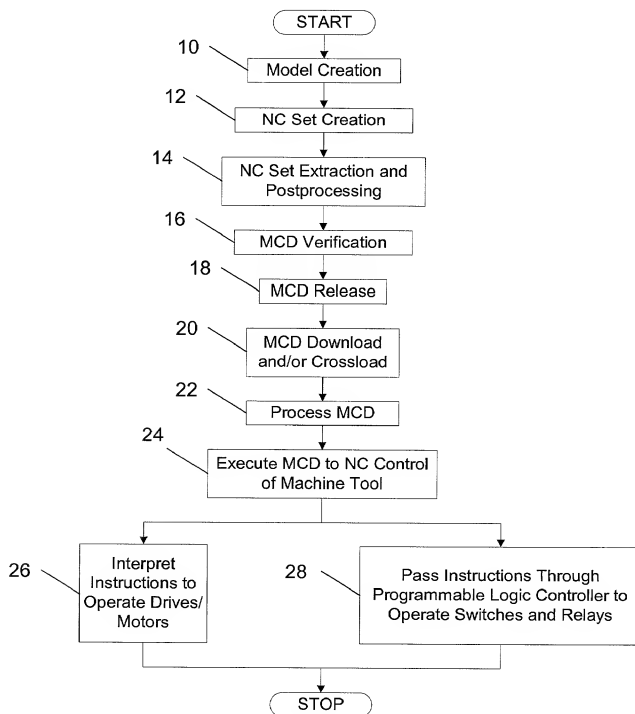 START
10
Model Creation
12
NC Set Creation
14
NC Set Extraction and
Postprocessing
16
MCD Verification
18
MCD Release
20
MCD Download
and/or Crossload
22
Process MCD
24
Execute MCD to NC Control
of Machine Tool
26
Interpret
Instructions to
Operate Drives/
Motors
28
Pass Instructions Through
Programmable Logic Controller to
Operate Switches and Relays
STOP